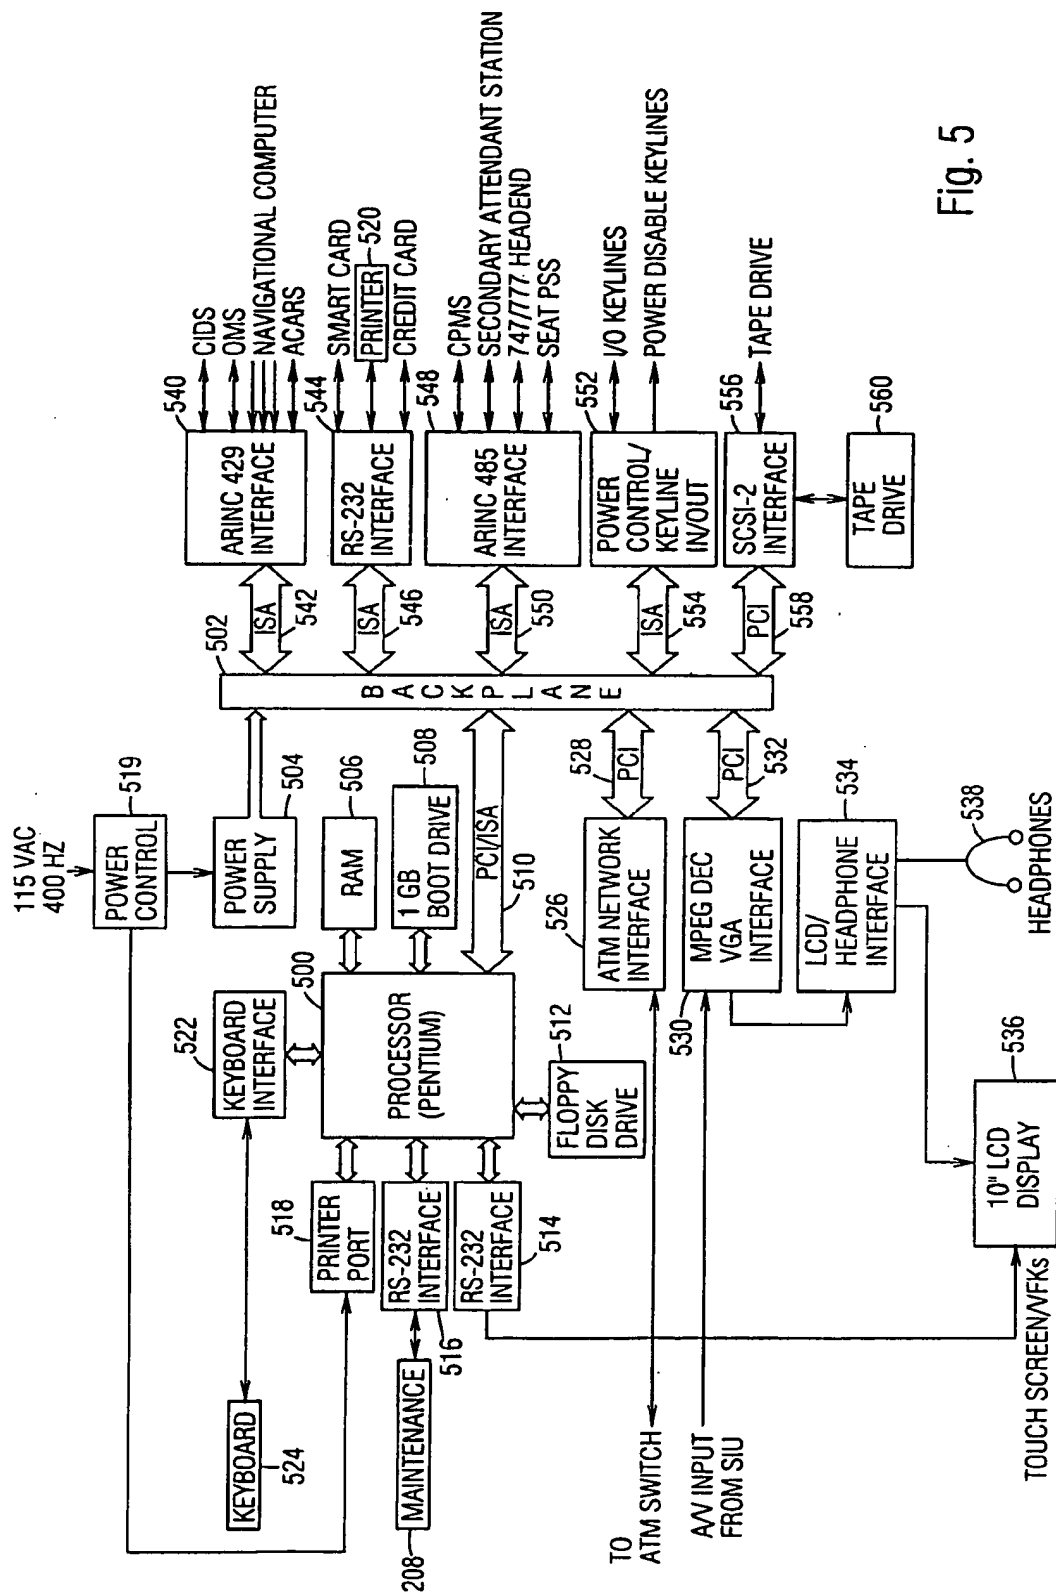 115 VAC
400 HZ
519
POWER
CONTROL
504
POWER
SUPPLY
502
BACKPLANE
522
KEYBOARD
INTERFACE
KEYBOARD
524
500
PROCESSOR
(PENTIUM)
506
RAM
508
1 GB
BOOT DRIVE
PCI/ISA
510
518
PRINTER
PORT
RS-232
INTERFACE
516
MAINTENANCE
208
RS-232
INTERFACE
514
512
FLOPPY
DISK
DRIVE
526
ATM NETWORK
INTERFACE
528
PCI
TO
ATM SWITCH
530
MPEG DEC
VGA
INTERFACE
PCI
532
A/V INPUT
FROM SIU
534
LCD/
HEADPHONE
INTERFACE
538
HEADPHONES
536
10" LCD
DISPLAY
TOUCH SCREEN/VFKs
540
ARINC 429
INTERFACE
ISA
542
CIDS
OMS
NAVIGATIONAL COMPUTER
ACARS
544
RS-232
INTERFACE
ISA
546
SMART CARD
PRINTER
520
CREDIT CARD
548
ARINC 485
INTERFACE
ISA
550
CPMS
SECONDARY ATTENDANT STATION
747/777 HEADEND
SEAT PSS
552
POWER
CONTROL/
KEYLINE
IN/OUT
ISA
554
I/O KEYLINES
POWER DISABLE KEYLINES
556
SCSI-2
INTERFACE
PCI
558
TAPE DRIVE
560
TAPE
DRIVE
Fig. 5